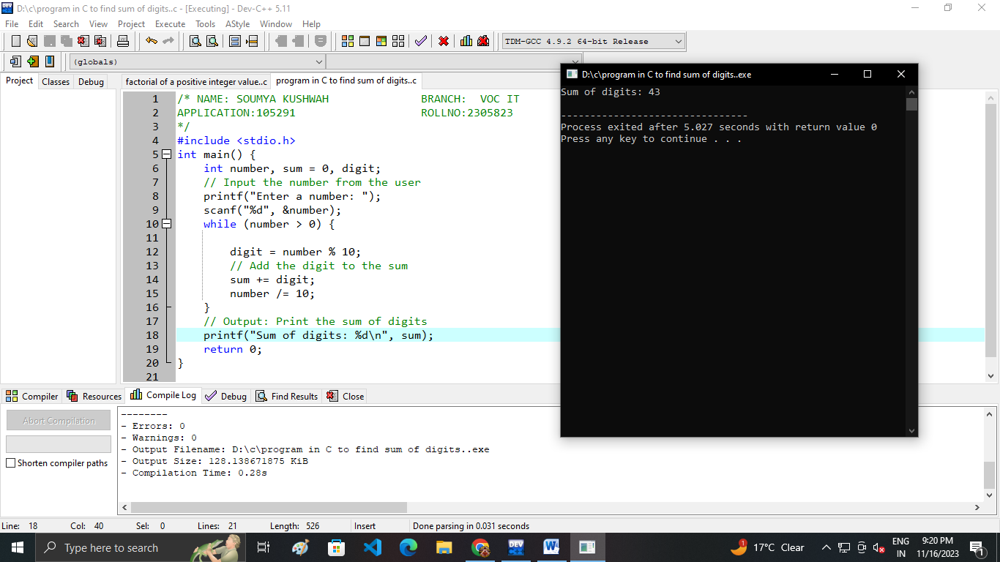 D:\c\program in C to find sum of digits..c - [Executing] - Dev-C++ 5.11
File Edit Search View Project Execute Tools AStyle Window Help
TDM-GCC 4.9.2 64-bit Release
(globals)
Project Classes Debug
factorial of a positive integer value..c program in C to find sum of digits..c
1 /* NAME: SOUMYA KUSHWAH BRANCH: VOC IT
2 APPLICATION:105291 ROLLNO:2305823
3 */
4 #include <stdio.h>
5 int main() {
6 int number, sum = 0, digit;
7 // Input the number from the user
8 printf("Enter a number: ");
9 scanf("%d", &number);
10 while (number > 0) {
11
12 digit = number % 10;
13 // Add the digit to the sum
14 sum += digit;
15 number /= 10;
16 }
17 // Output: Print the sum of digits
18 printf("Sum of digits: %d\n", sum);
19 return 0;
20 }
21
D:\c\program in C to find sum of digits..exe
Sum of digits: 43
--------------------------------
Process exited after 5.027 seconds with return value 0
Press any key to continue . . .
Compiler Resources Compile Log Debug Find Results Close
Abort Compilation
Shorten compiler paths
--------
- Errors: 0
- Warnings: 0
- Output Filename: D:\c\program in C to find sum of digits..exe
- Output Size: 128.138671875 KiB
- Compilation Time: 0.28s
Line: 18 Col: 40 Sel: 0 Lines: 21 Length: 526 Insert Done parsing in 0.031 seconds
Type here to search
DEV
1
17°C Clear
ENG
IN
9:20 PM
11/16/2023
1